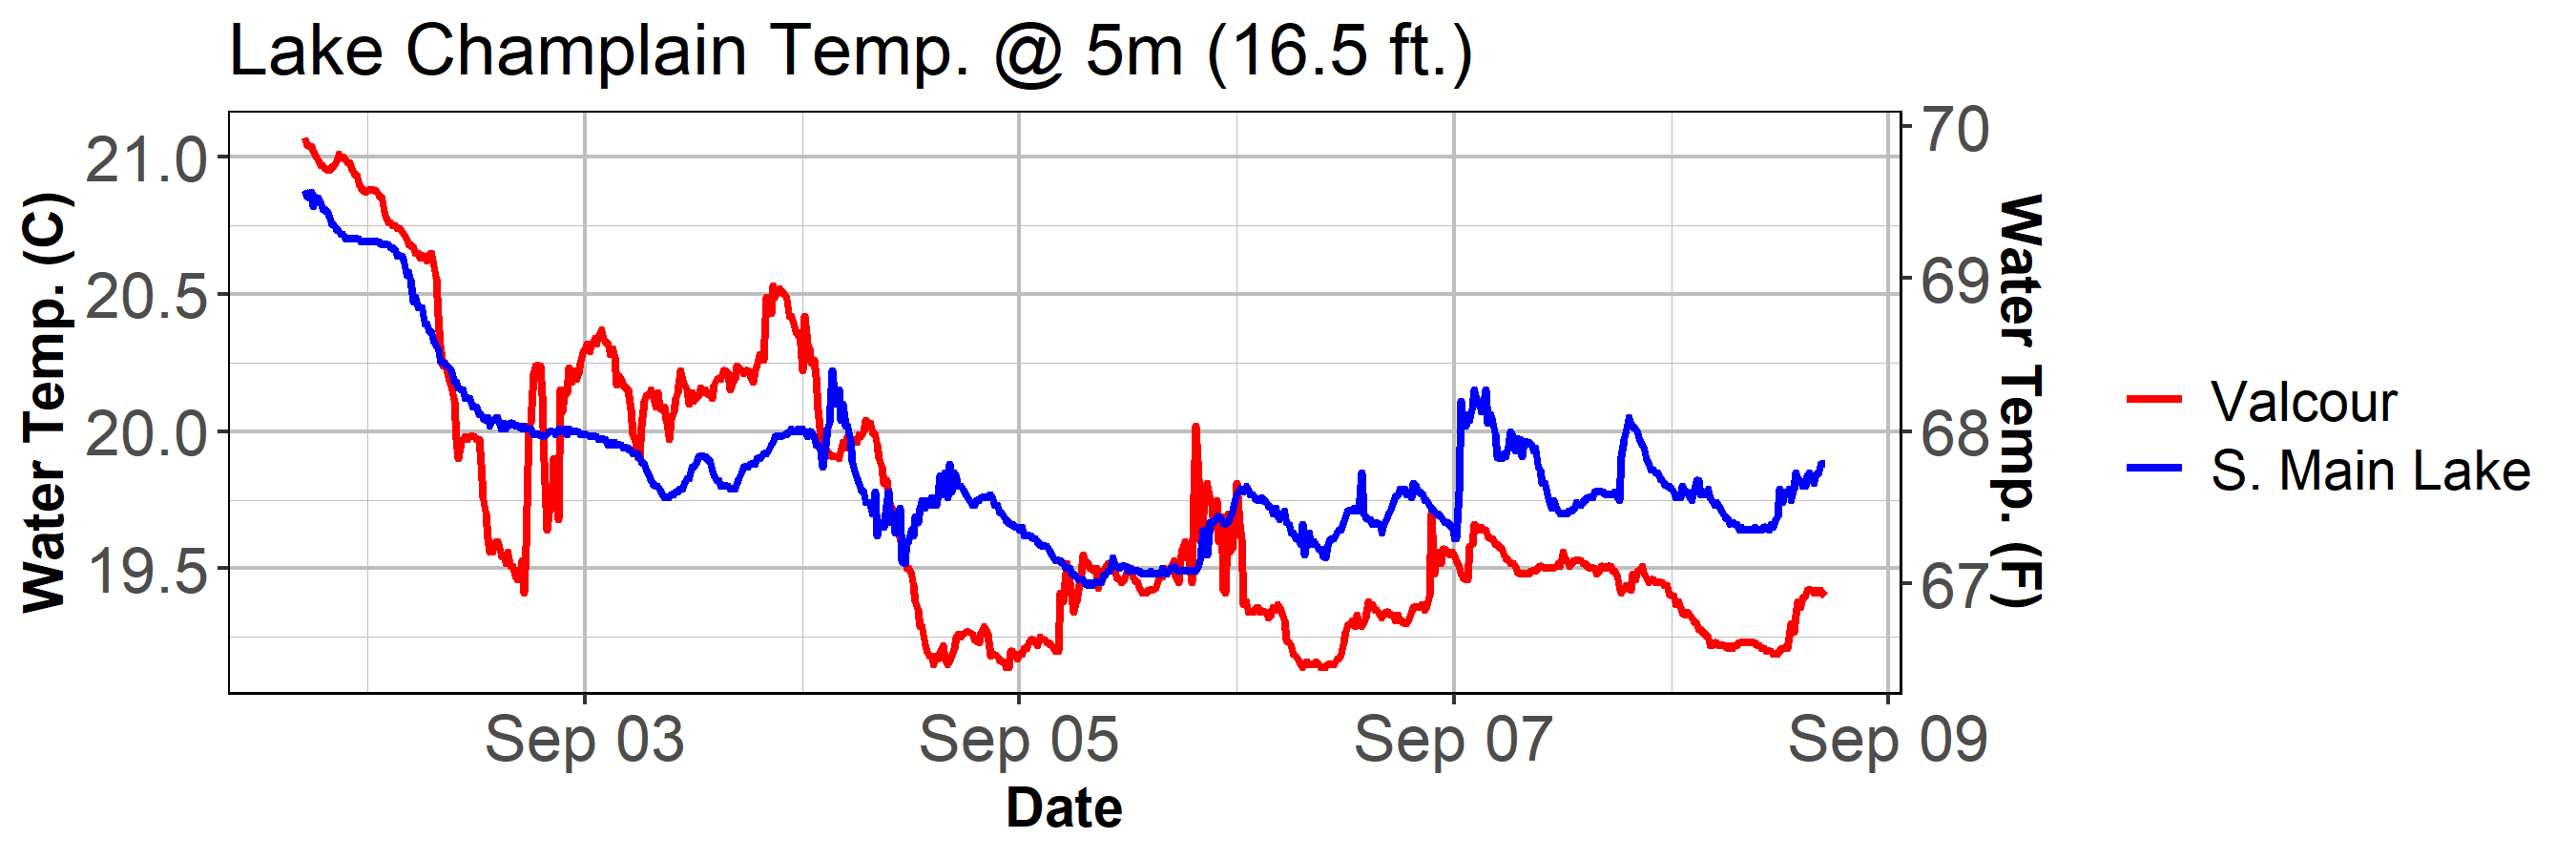 Lake Champlain Temp. @ 5m (16.5 ft.)
Water Temp. (C)
21.0
20.5
20.0
19.5
70
69
68
67
Water Temp. (F)
Sep 03
Sep 05
Sep 07
Sep 09
Date
Valcour
S. Main Lake